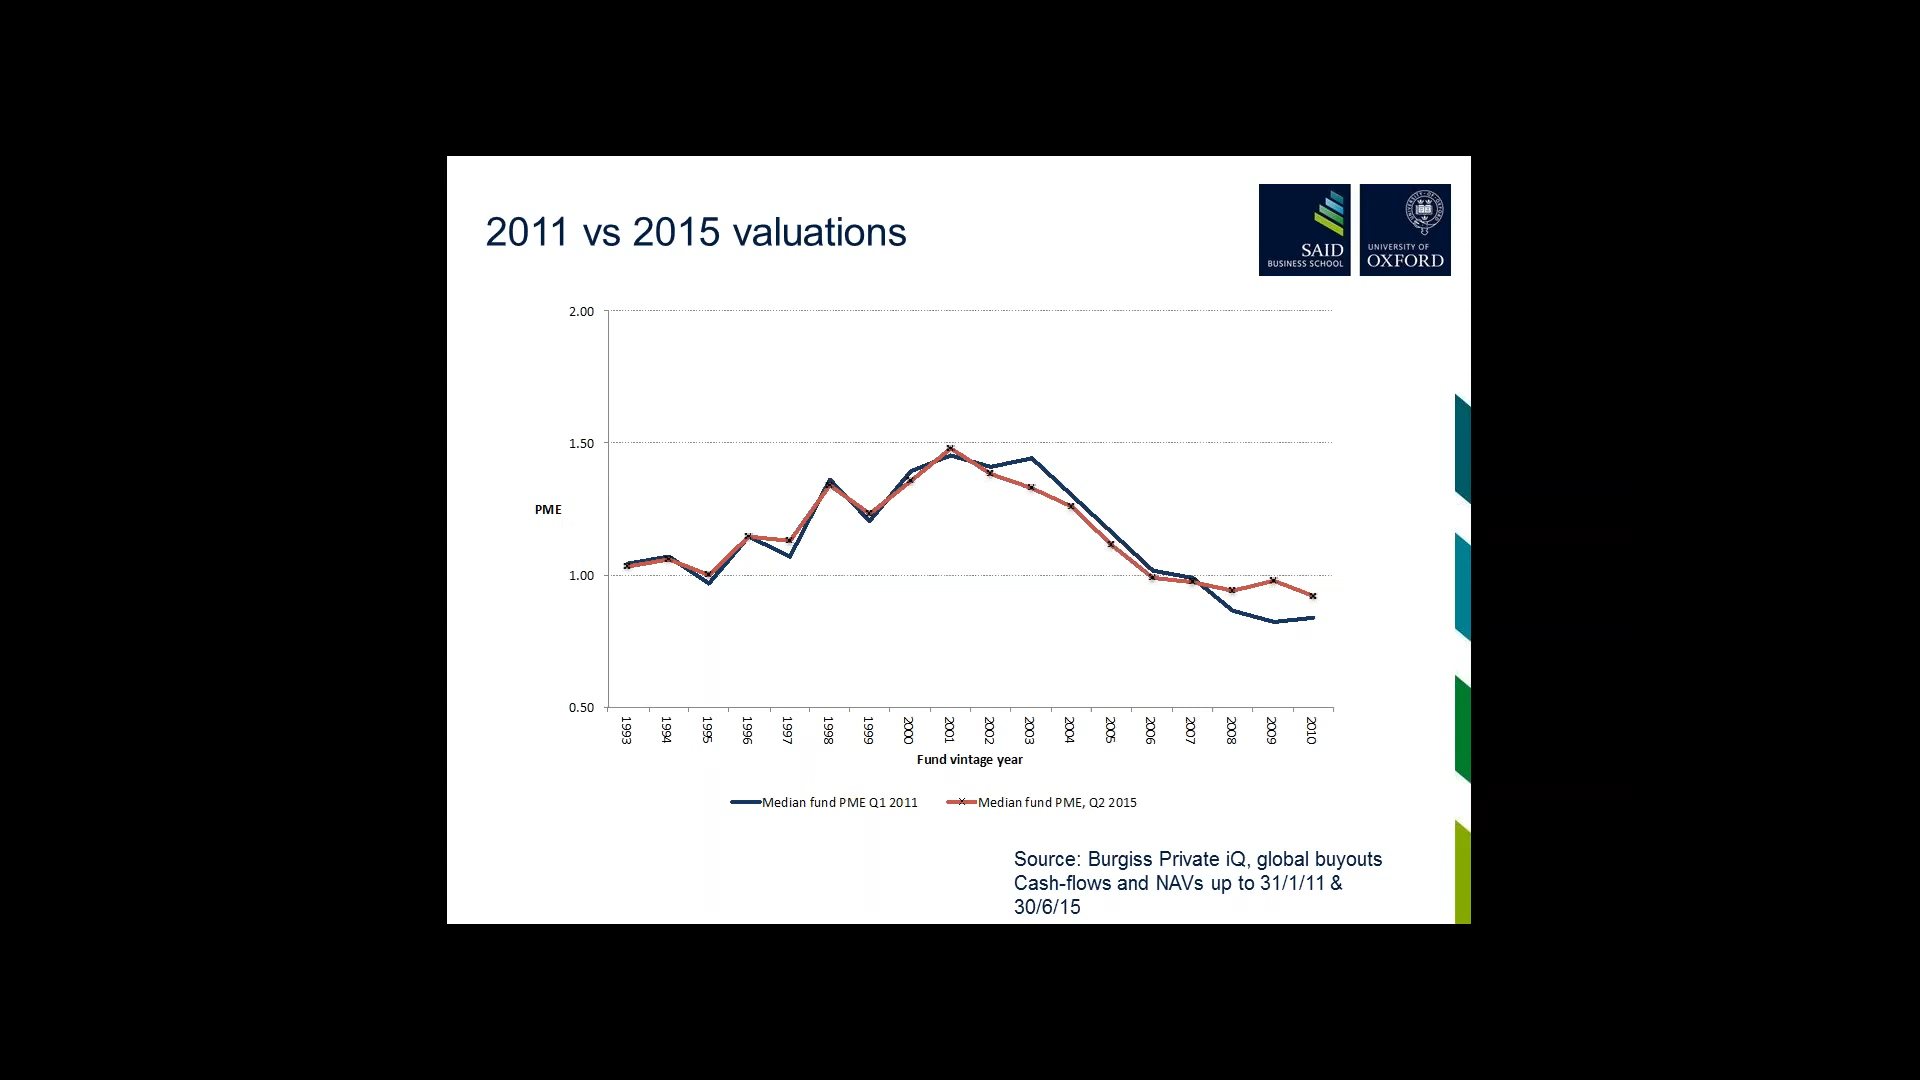 2011 vs 2015 valuations
SAID
BUSINESS SCHOOL
UNIVERSITY OF
OXFORD
2.00
1.50
PME
1.00
0.50
1993
1994
1995
1996
1997
1998
1999
2000
2001
2002
2003
2004
2005
2006
2007
2008
2009
2010
Fund vintage year
Median fund PME Q1 2011
Median fund PME, Q2 2015
Source: Burgiss Private iQ, global buyouts
Cash-flows and NAVs up to 31/1/11 &
30/6/15